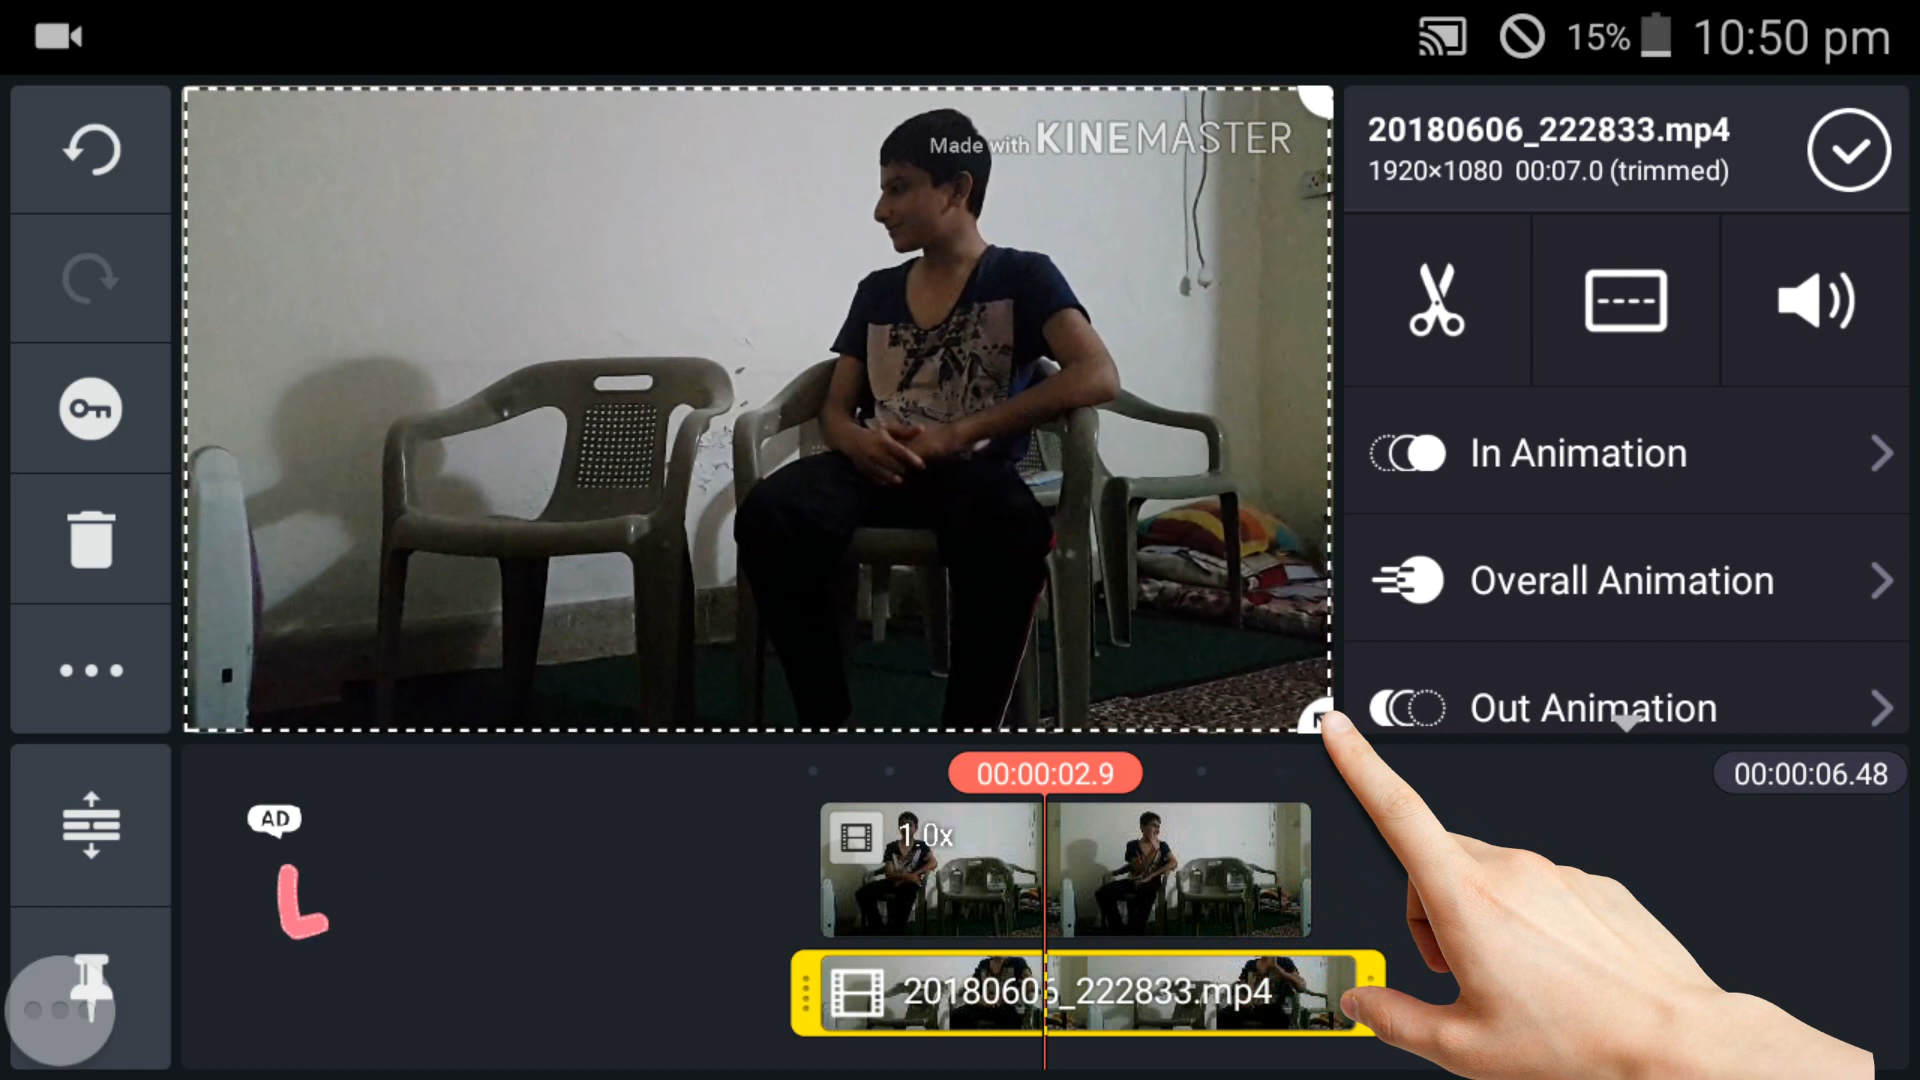 15% 10:50 pm
Made with KINEMASTER
20180606_222833.mp4
1920×1080 00:07.0 (trimmed)
In Animation
Overall Animation
Out Animation
00:00:02.9
00:00:06.48
AD
1.0x
L
20180606_222833.mp4